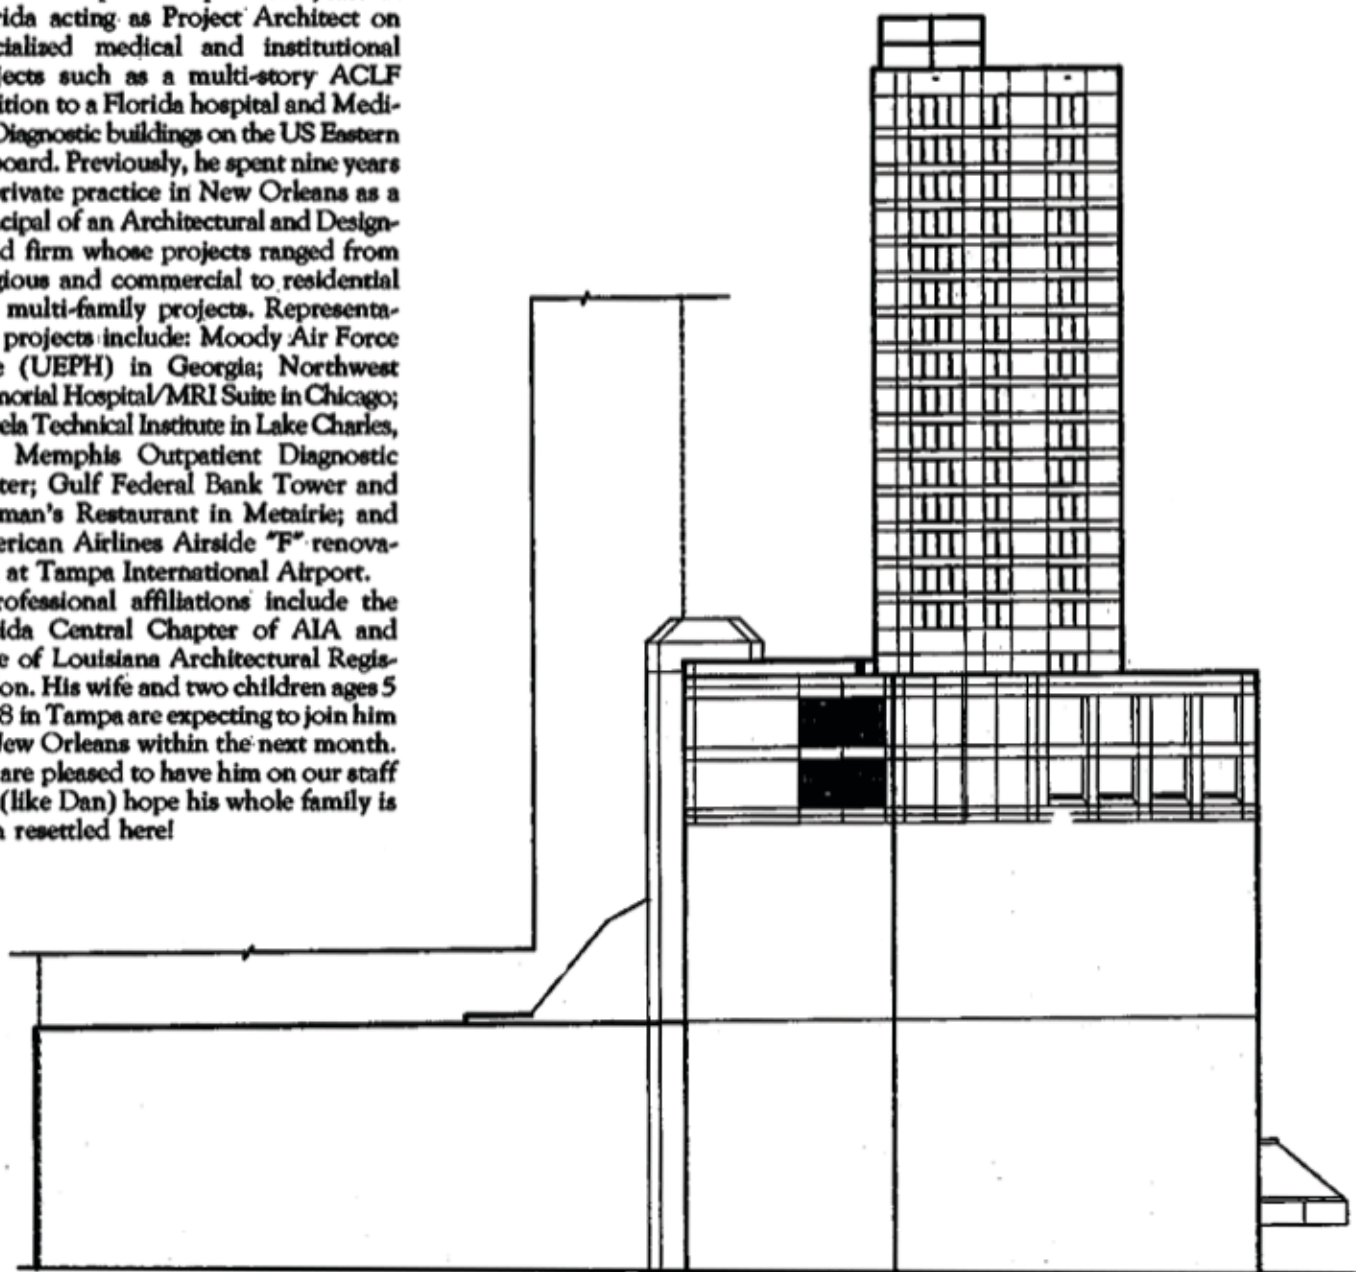 rida acting as Project Architect on
cialized medical and institutional
jects such as a multi-story ACLF
ition to a Florida hospital and Medi-
Diagnostic buildings on the US Eastern
board. Previously, he spent nine years
rivate practice in New Orleans as a
cipal of an Architectural and Design-
d firm whose projects ranged from
gious and commercial to residential
multi-family projects. Representa-
projects include: Moody Air Force
e (UEPH) in Georgia; Northwest
morial Hospital/MRI Suite in Chicago;
ela Technical Institute in Lake Charles,
Memphis Outpatient Diagnostic
ter; Gulf Federal Bank Tower and
man's Restaurant in Metairie; and
erican Airlines Airside "F" renova-
at Tampa International Airport.
rofessional affiliations include the
ida Central Chapter of AIA and
e of Louisiana Architectural Regis-
on. His wife and two children ages 5
8 in Tampa are expecting to join him
New Orleans within the next month.
are pleased to have him on our staff
(like Dan) hope his whole family is
n resettled here!